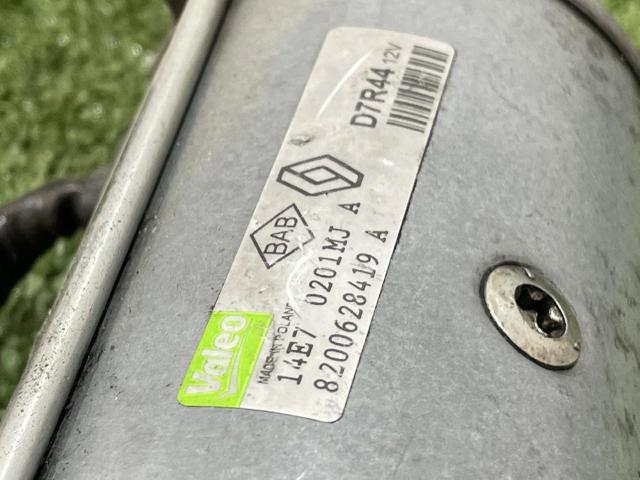 Valeo
D7R44 12V
BAB
MADE IN POLAND
14E7 0201MJ A
8200628419 A